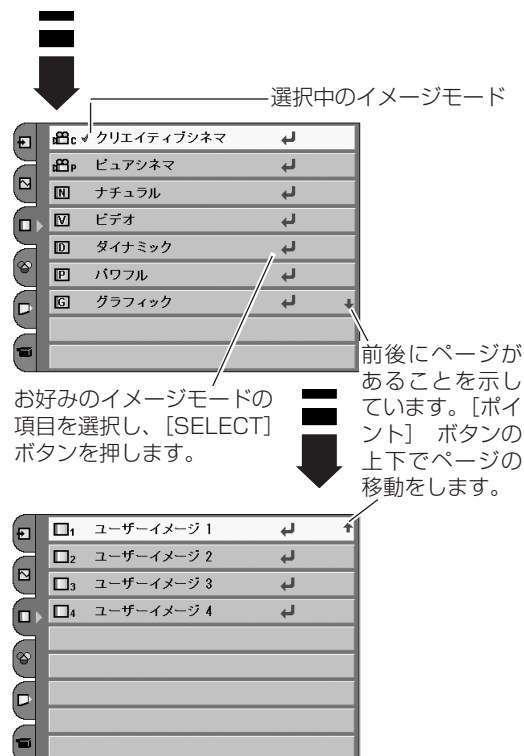 選択中のイメージモード
C ✓ クリエイティブシネマ
P ピュアシネマ
N ナチュラル
V ビデオ
D ダイナミック
P パワフル
G グラフィック
お好みのイメージモードの
項目を選択し、[SELECT]
ボタンを押します。
前後にページが
あることを示し
ています。[ポイ
ント] ボタンの
上下でページの
移動をします。
1 ユーザーイメージ 1
2 ユーザーイメージ 2
3 ユーザーイメージ 3
4 ユーザーイメージ 4